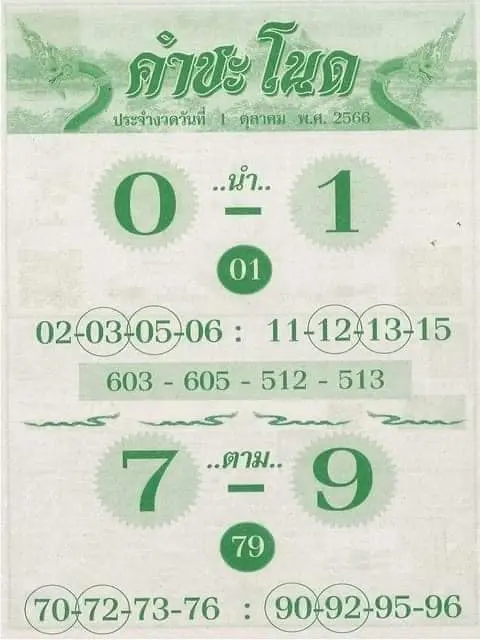 คำชะโนด
ประจำงวดวันที่ 1 ตุลาคม พ.ศ. 2566
..นำ..
0 - 1
01
02-03-05-06 : 11-12-13-15
603 - 605 - 512 - 513
..ตาม..
7 - 9
79
70-72-73-76 : 90-92-95-96